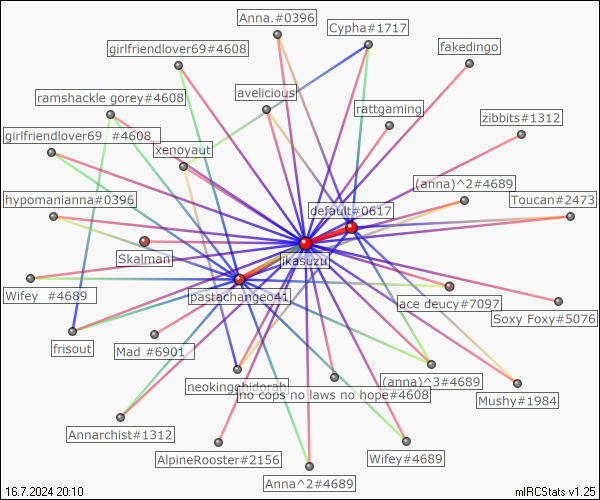 Anna.#0396
Cypha#1717
girlfriendlover69#4608
fakedingo
ramshackle gorey#4608
avelicious
rattgaming
zibbits#1312
girlfriendlover69 #4608
xenoyaut
(anna)^2#4689
hypomanianna#0396
default#0617
Toucan#2473
Skalman
jkasuzu
Wifey #4689
pastachangeo41
ace deucy#7097
Soxy Foxy#5076
frisout
Mad #6901
neokingghidorah
(anna)^3#4689
no cops no laws no hope#4608
Mushy#1984
Annarchist#1312
AlpineRooster#2156
Wifey#4689
Anna^2#4689
16.7.2024 20:10
mIRCStats v1.25